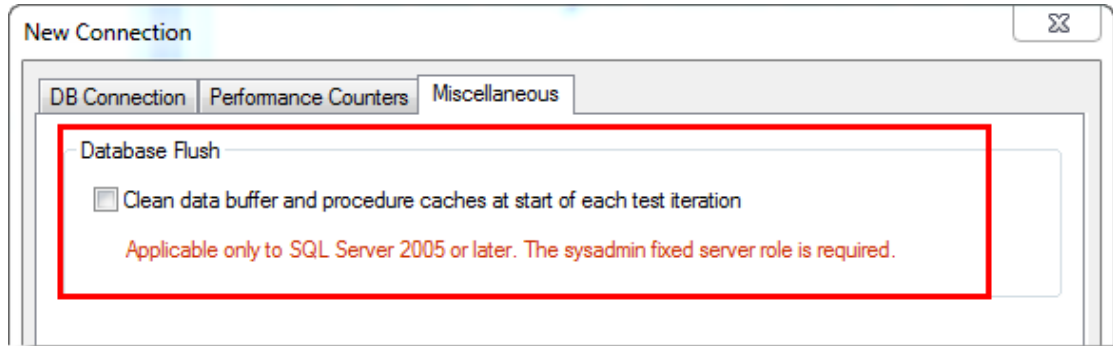 New Connection
DB Connection Performance Counters Miscellaneous
Database Flush
Clean data buffer and procedure caches at start of each test iteration
Applicable only to SQL Server 2005 or later. The sysadmin fixed server role is required.